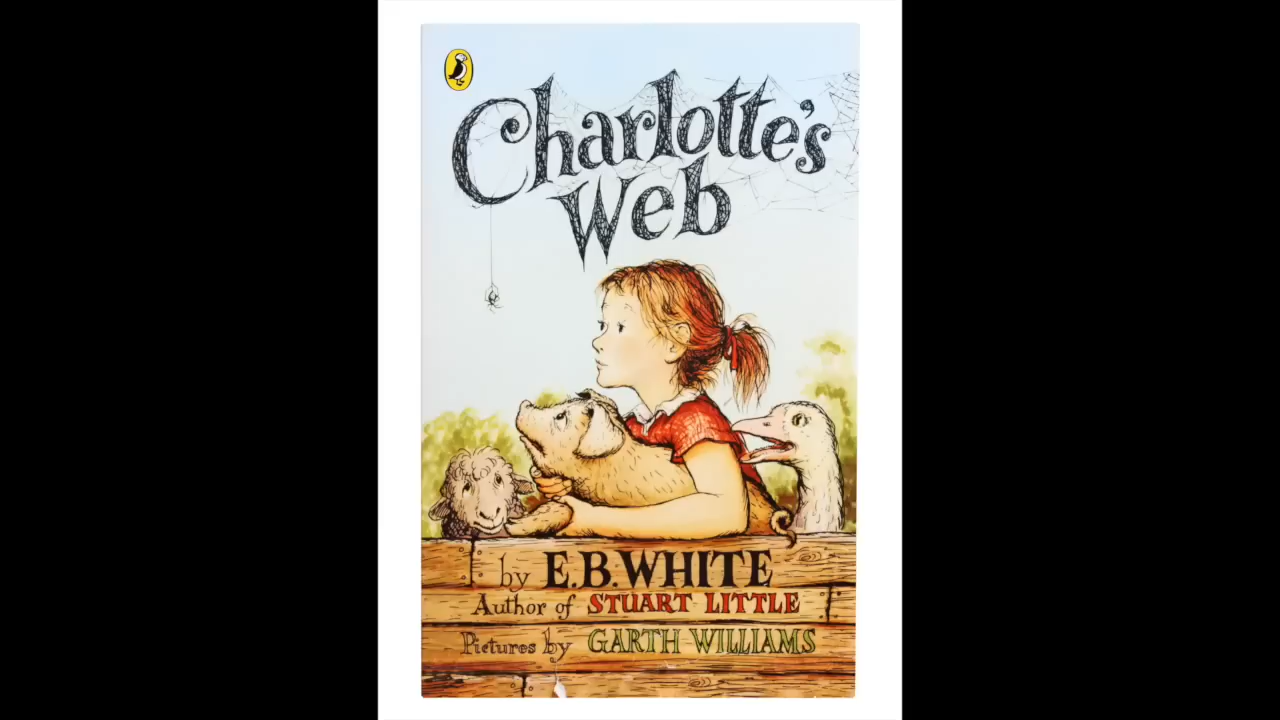 Charlotte's
Web
by E.B.WHITE
Author of STUART LITTLE
Pictures by GARTH WILLIAMS